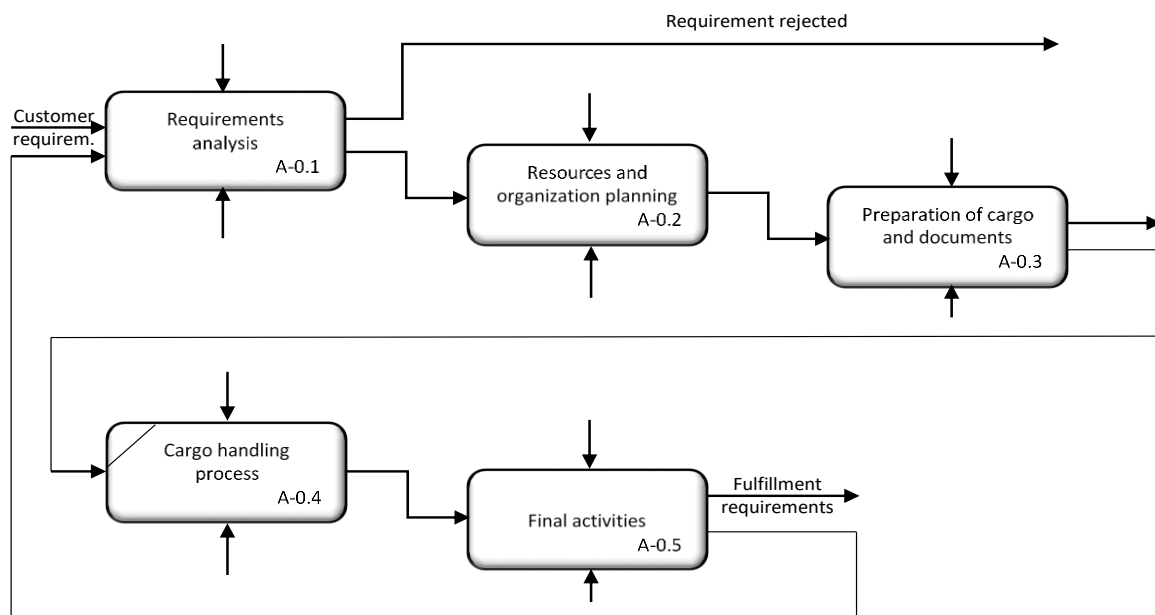 Requirement rejected
Customer
requirem.
Requirements
analysis
A-0.1
Resources and
organization planning
A-0.2
Preparation of cargo
and documents
A-0.3
Cargo handling
process
A-0.4
Final activities
A-0.5
Fulfillment
requirements